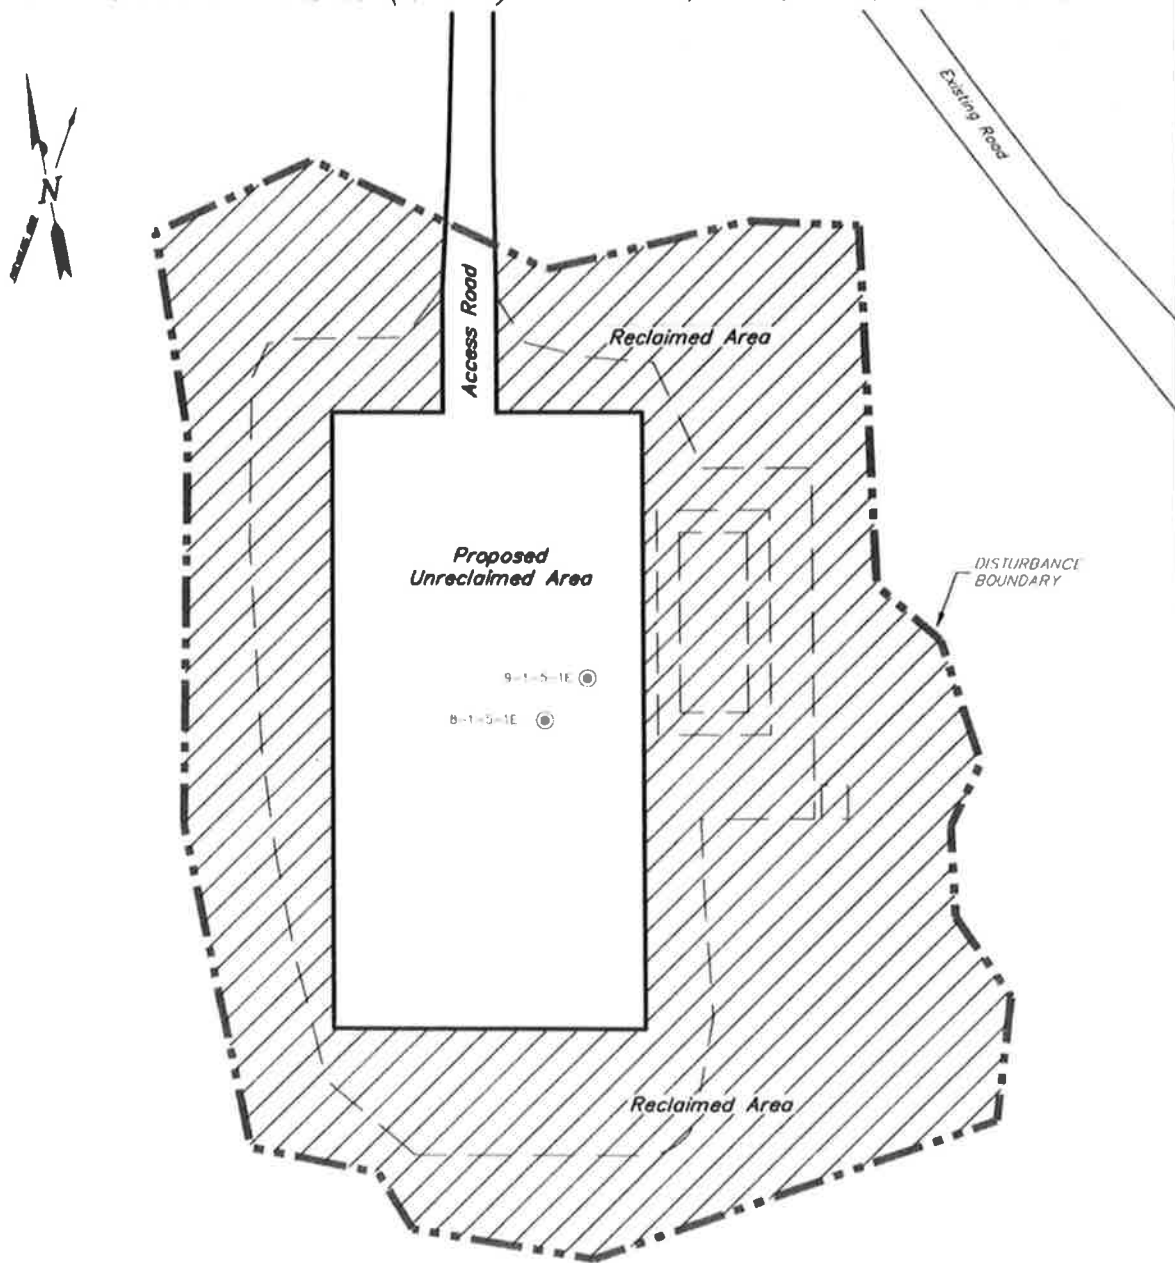 Existing Road
N
Access Road
Reclaimed Area
Proposed
Unreclaimed Area
DISTURBANCE
BOUNDARY
9-1-5-1E
8-1-5-1E
Reclaimed Area